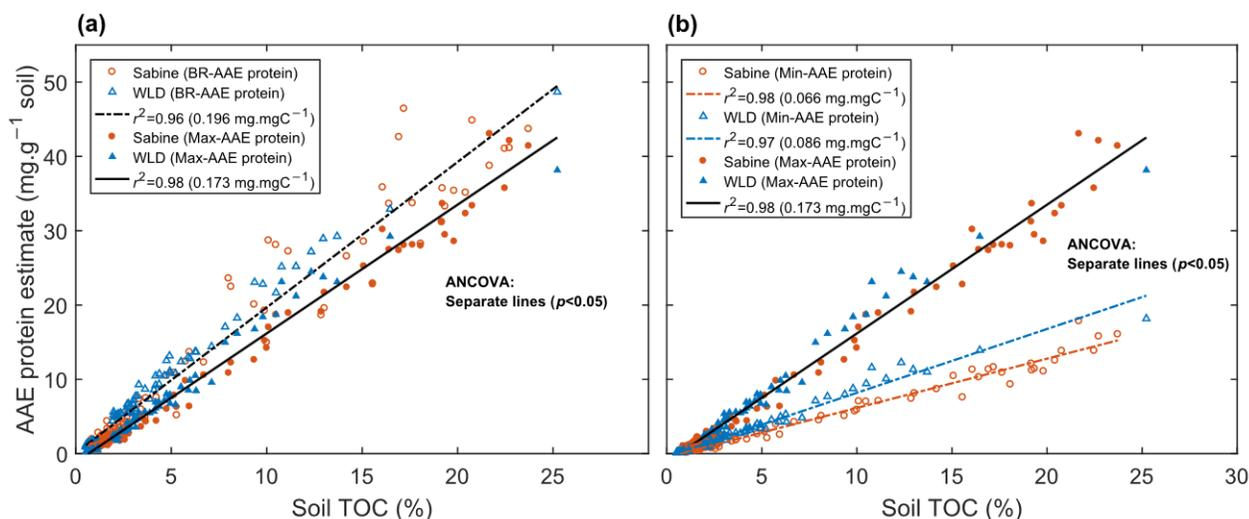 (a)
Sabine (BR-AAE protein)
WLD (BR-AAE protein)
r²=0.96 (0.196 mg.mgC⁻¹)
Sabine (Max-AAE protein)
WLD (Max-AAE protein)
r²=0.98 (0.173 mg.mgC⁻¹)
ANCOVA:
Separate lines (p<0.05)
AAE protein estimate (mg.g⁻¹ soil)
50
40
30
20
10
0
0 5 10 15 20 25
Soil TOC (%)
(b)
Sabine (Min-AAE protein)
r²=0.98 (0.066 mg.mgC⁻¹)
WLD (Min-AAE protein)
r²=0.97 (0.086 mg.mgC⁻¹)
Sabine (Max-AAE protein)
WLD (Max-AAE protein)
r²=0.98 (0.173 mg.mgC⁻¹)
ANCOVA:
Separate lines (p<0.05)
0 5 10 15 20 25 30
Soil TOC (%)